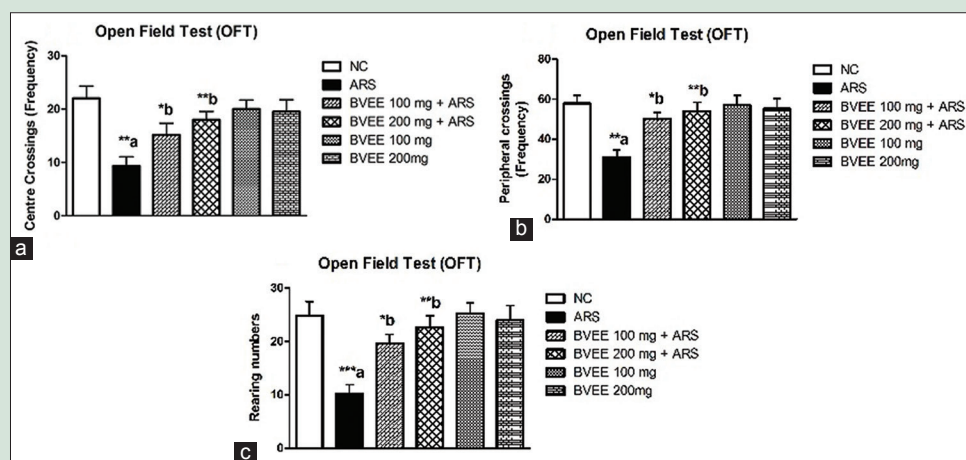 Open Field Test (OFT)
Centre Crossings (Frequency)
30
20
10
0
**a
*b
**b
NC
ARS
BVEE 100 mg + ARS
BVEE 200 mg + ARS
BVEE 100 mg
BVEE 200mg
a
Open Field Test (OFT)
Peripheral crossings
(Frequency)
80
60
40
20
0
**a
*b
**b
NC
ARS
BVEE 100 mg + ARS
BVEE 200 mg + ARS
BVEE 100 mg
BVEE 200mg
b
Open Field Test (OFT)
Rearing numbers
30
20
10
0
***a
*b
**b
NC
ARS
BVEE 100 mg + ARS
BVEE 200 mg + ARS
BVEE 100 mg
BVEE 200mg
c